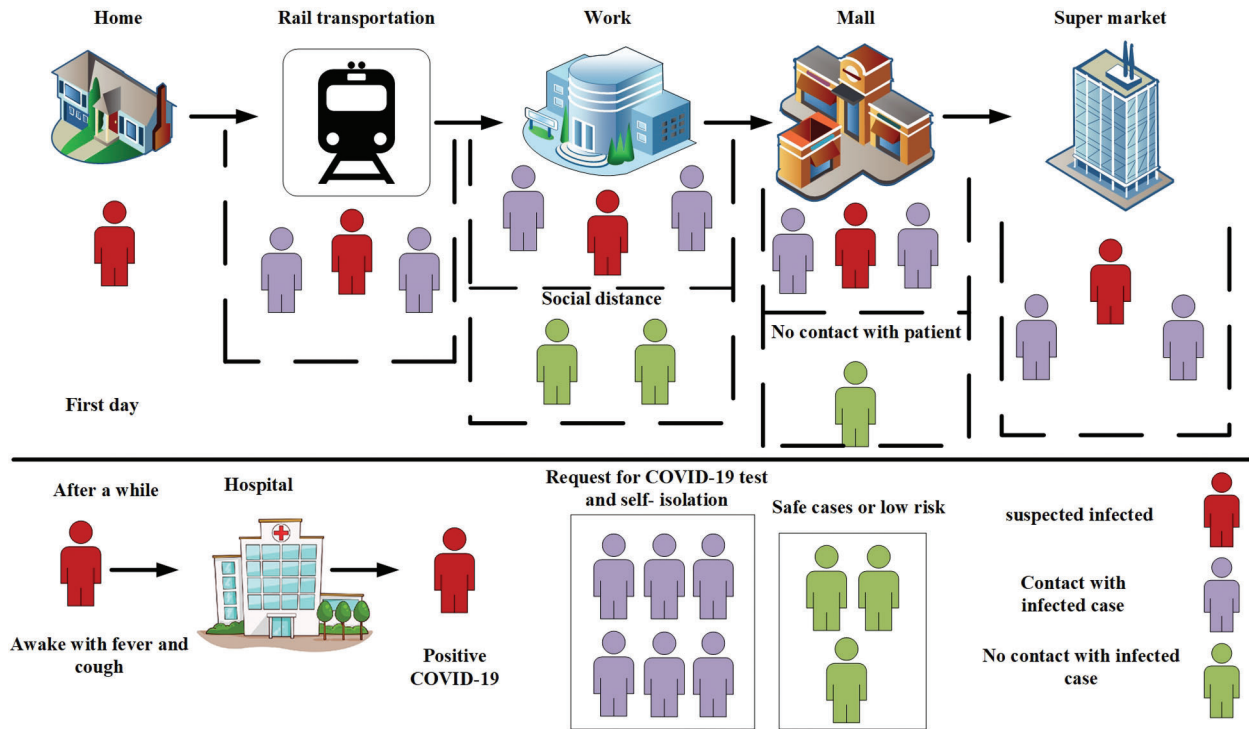 Home
Rail transportation
Work
Mall
Super market
Social distance
No contact with patient
First day
After a while
Hospital
Request for COVID-19 test
and self- isolation
Safe cases or low risk
suspected infected
Contact with
infected case
Awake with fever and
cough
Positive
COVID-19
No contact with infected
case